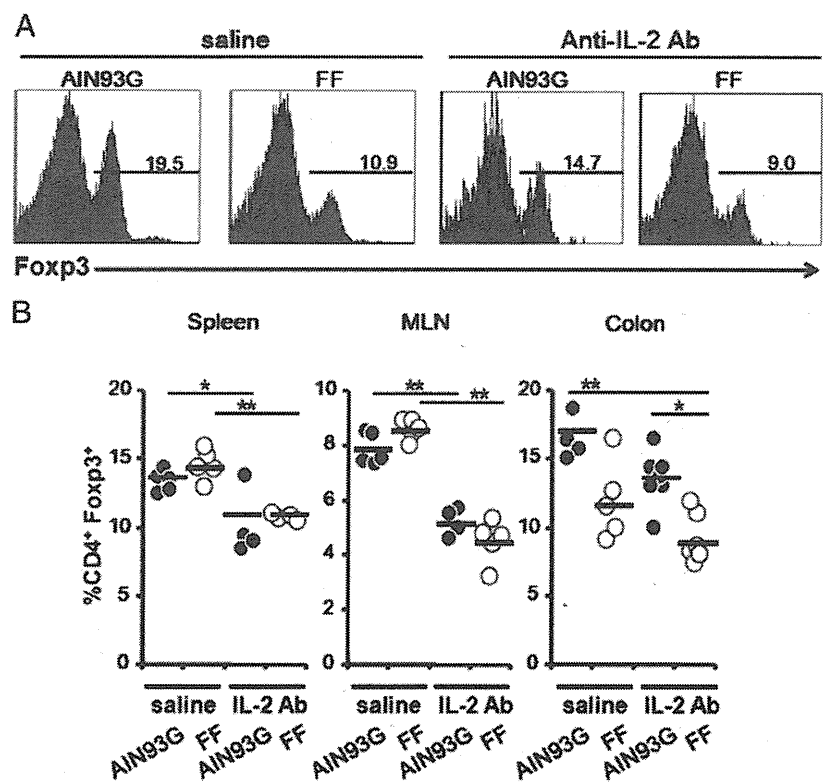 A
saline
Anti-IL-2 Ab
AIN93G
FF
AIN93G
FF
19.5
10.9
14.7
9.0
Foxp3
B
Spleen
MLN
Colon
%CD4⁺ Foxp3⁺
20
15
10
5
0
*
**
10
8
6
4
2
0
**
**
20
15
10
5
0
**
*
saline
IL-2 Ab
saline
IL-2 Ab
saline
IL-2 Ab
AIN93G
FF
AIN93G
FF
AIN93G
FF
AIN93G
FF
AIN93G
FF
AIN93G
FF